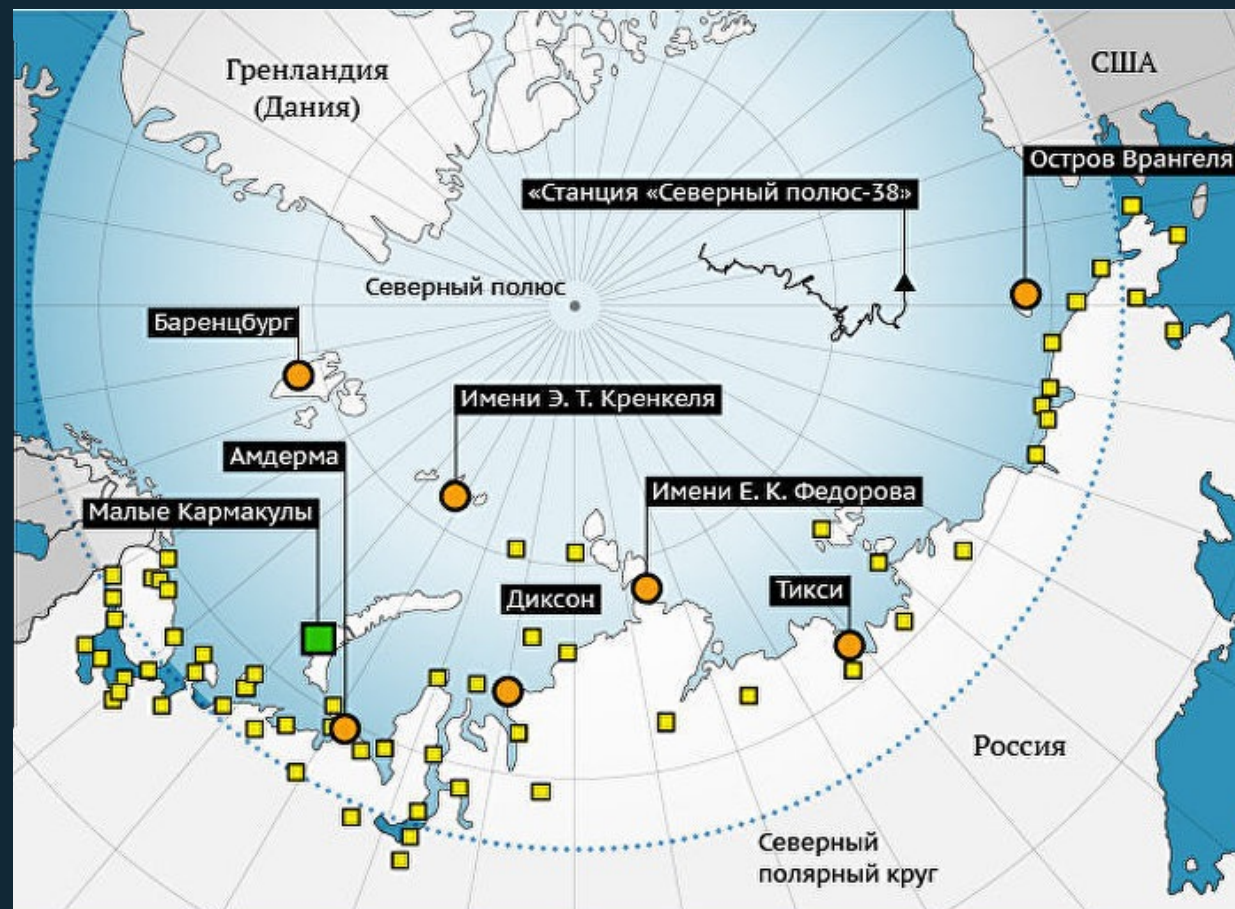 Гренландия
(Дания)
США
Остров Врангеля
«Станция «Северный полюс-38»
Северный полюс
Баренцбург
Имени Э. Т. Кренкеля
Амдерма
Имени Е. К. Федорова
Малые Кармакулы
Диксон
Тикси
Россия
Северный
полярный круг